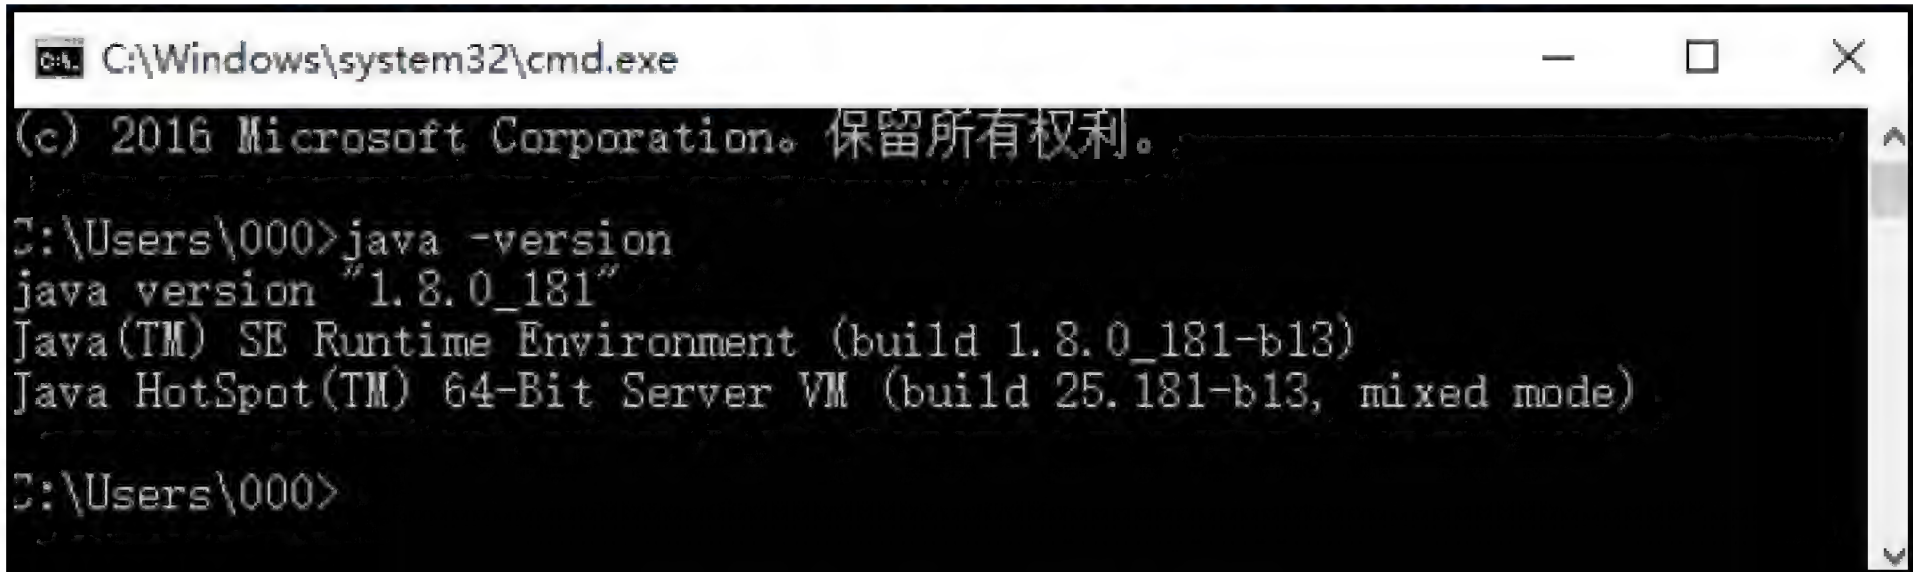 C:\Windows\system32\cmd.exe
(c) 2016 Microsoft Corporation。保留所有权利。
C:\Users\000>java -version
java version "1.8.0_181"
Java(TM) SE Runtime Environment (build 1.8.0_181-b13)
Java HotSpot(TM) 64-Bit Server VM (build 25.181-b13, mixed mode)
C:\Users\000>